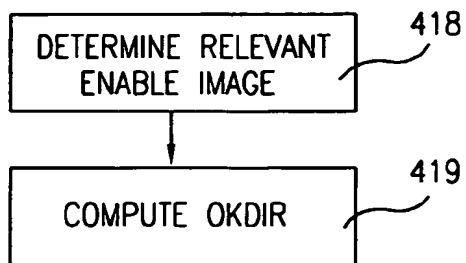 DETERMINE RELEVANT
ENABLE IMAGE
418
COMPUTE OKDIR
419